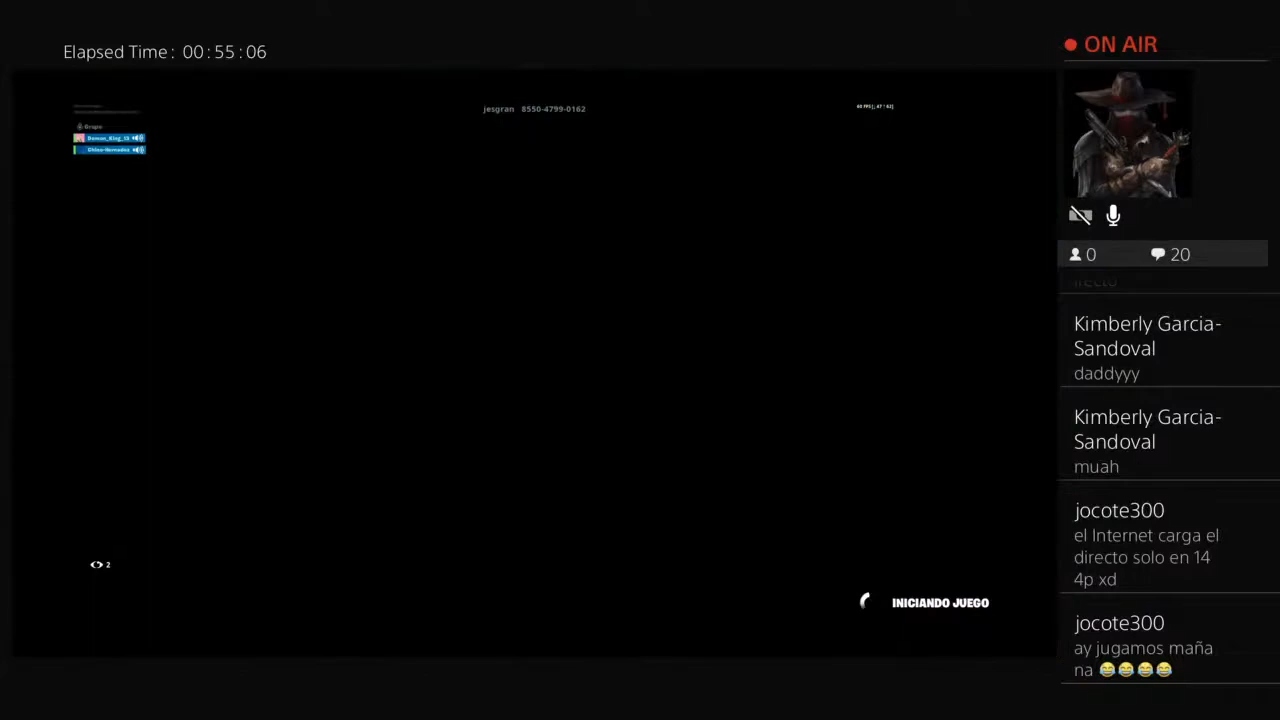 Elapsed Time: 00:55:06
ON AIR
jesgran 8550-4799-0162
Grupo
0
20
Kimberly Garcia-
Sandoval
daddyyy
Kimberly Garcia-
Sandoval
muah
jocote300
el Internet carga el
directo solo en 14
4p xd
jocote300
ay jugamos maña
na 😂😂😂😂
2
INICIANDO JUEGO